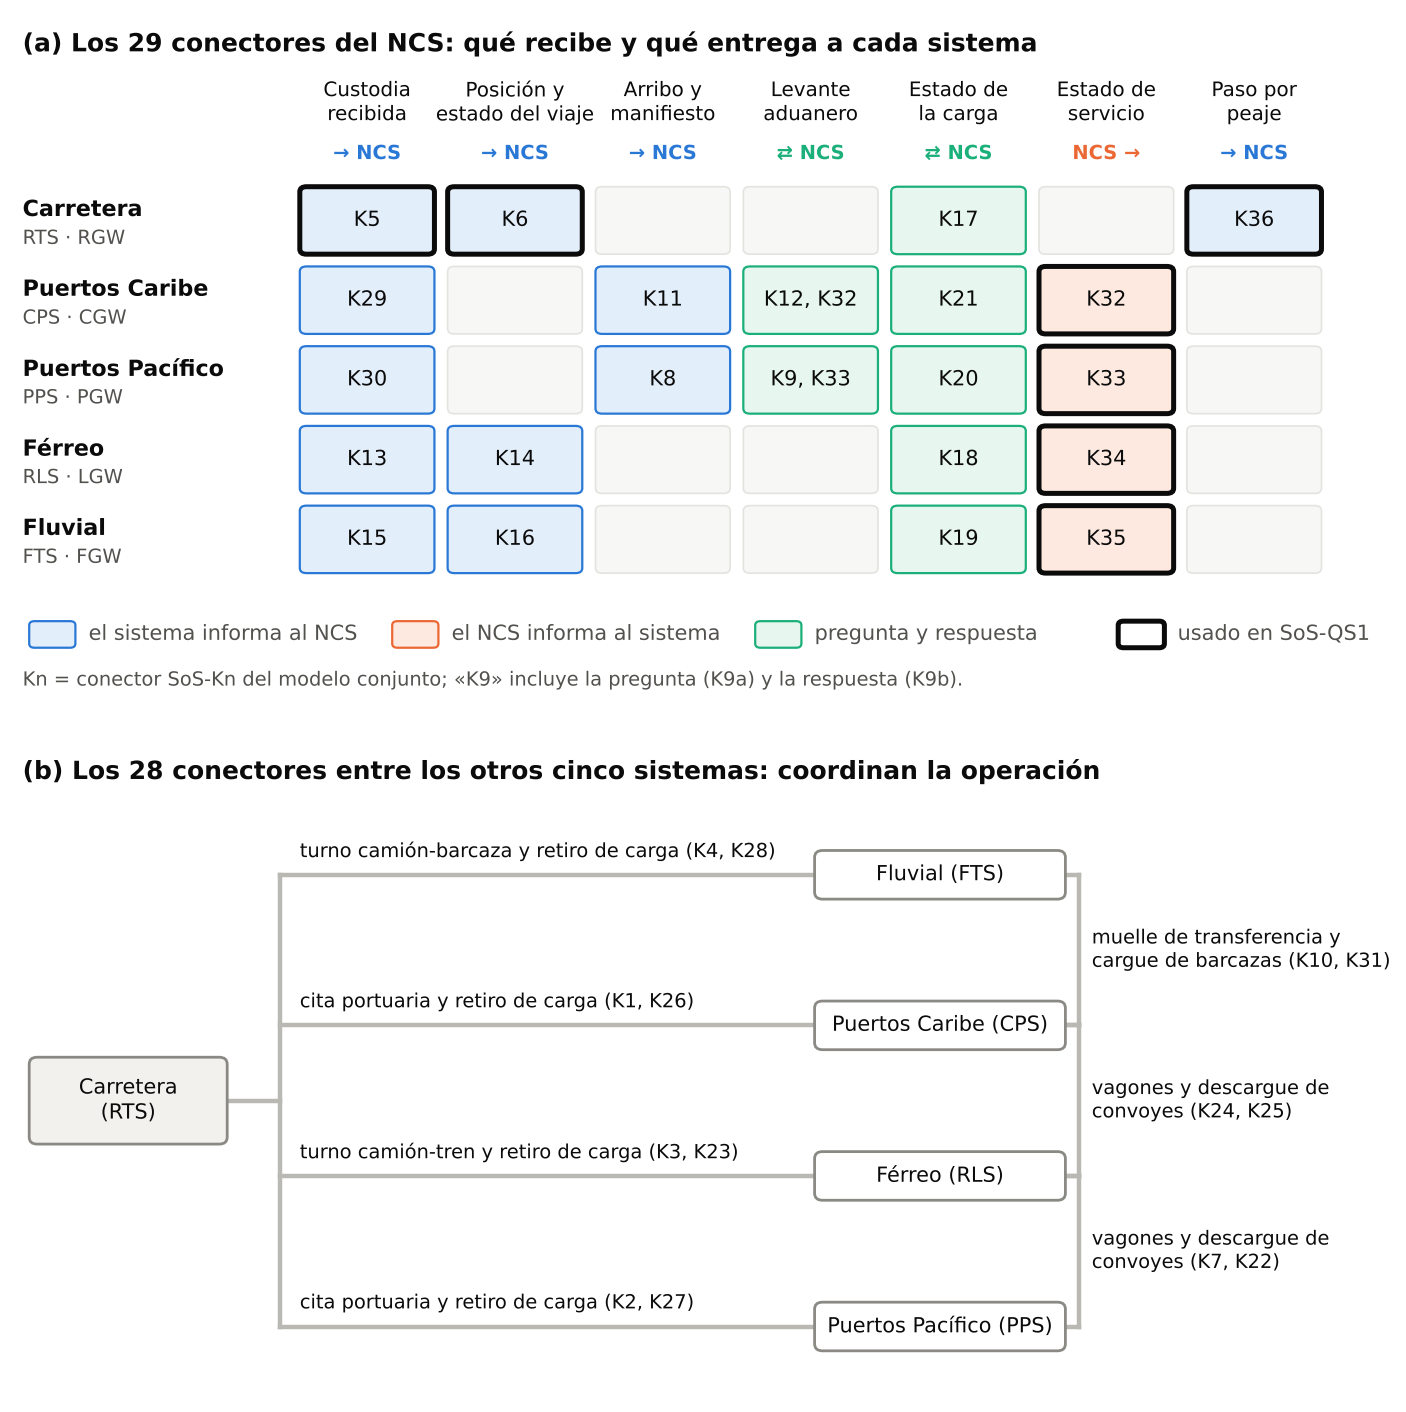 (a) Los 29 conectores del NCS: qué recibe y qué entrega a cada sistema
Custodia
recibida
→ NCS
Posición y
estado del viaje
→ NCS
Arribo y
manifiesto
→ NCS
Levante
aduanero
⇄ NCS
Estado de
la carga
⇄ NCS
Estado de
servicio
NCS →
Paso por
peaje
→ NCS
Carretera
RTS · RGW
K5
K6
K17
K36
Puertos Caribe
CPS · CGW
K29
K11
K12, K32
K21
K32
Puertos Pacífico
PPS · PGW
K30
K8
K9, K33
K20
K33
Férreo
RLS · LGW
K13
K14
K18
K34
Fluvial
FTS · FGW
K15
K16
K19
K35
el sistema informa al NCS
el NCS informa al sistema
pregunta y respuesta
usado en SoS-QS1
Kn = conector SoS-Kn del modelo conjunto; «K9» incluye la pregunta (K9a) y la respuesta (K9b).
(b) Los 28 conectores entre los otros cinco sistemas: coordinan la operación
turno camión-barcaza y retiro de carga (K4, K28)
Fluvial (FTS)
muelle de transferencia y
cargue de barcazas (K10, K31)
cita portuaria y retiro de carga (K1, K26)
Puertos Caribe (CPS)
Carretera
(RTS)
vagones y descargue de
convoyes (K24, K25)
turno camión-tren y retiro de carga (K3, K23)
Férreo (RLS)
vagones y descargue de
convoyes (K7, K22)
cita portuaria y retiro de carga (K2, K27)
Puertos Pacífico (PPS)